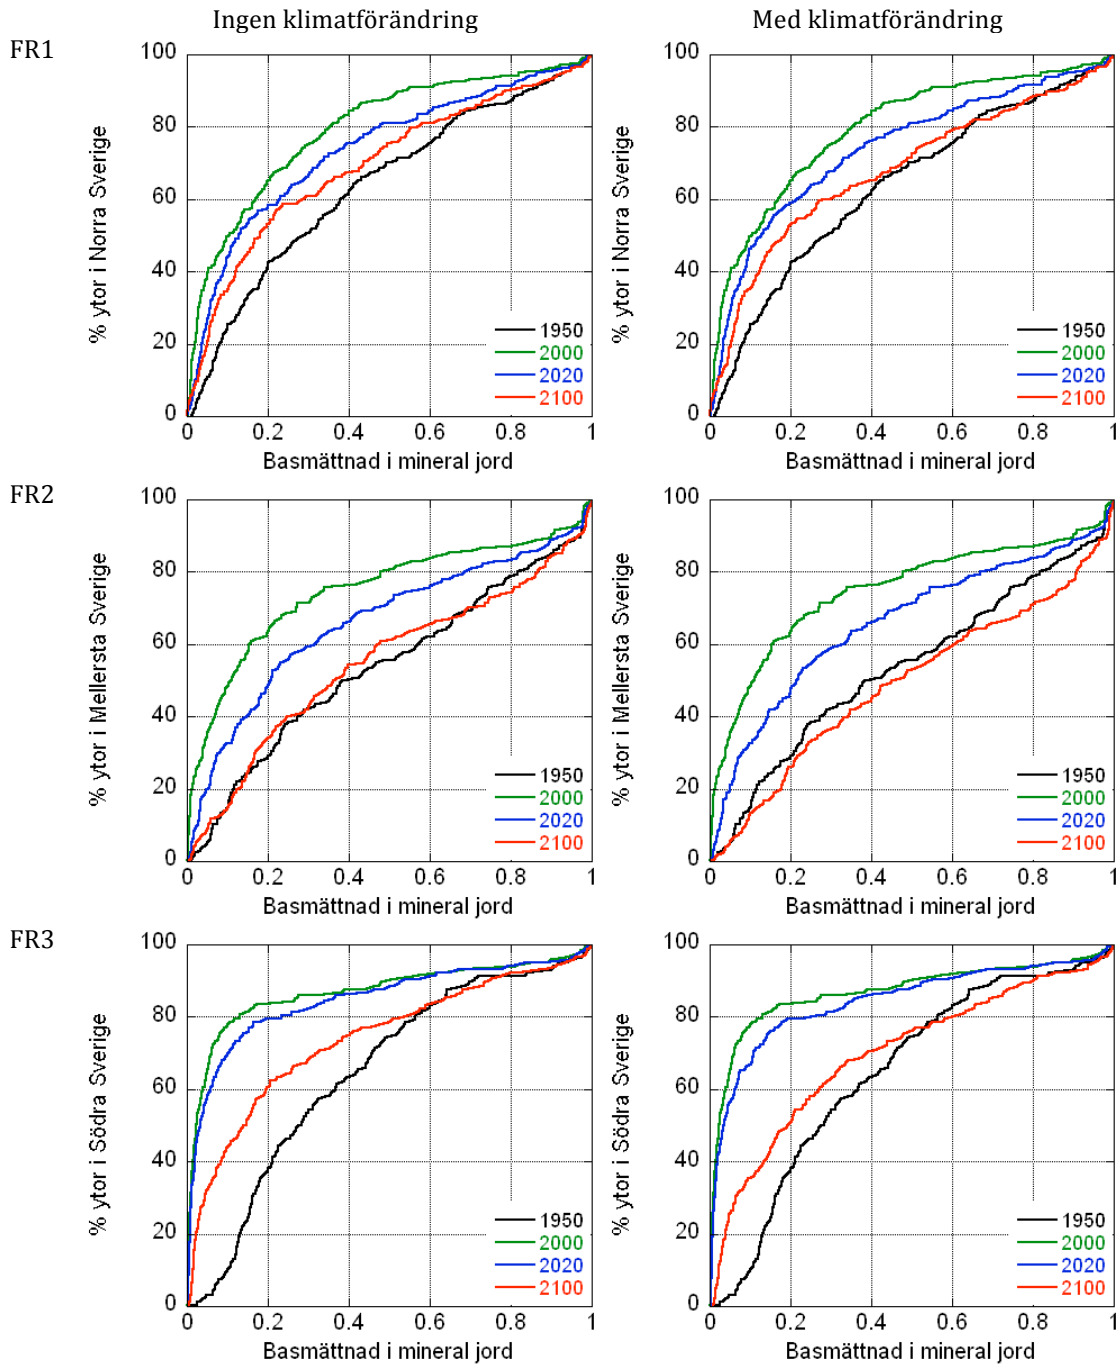 Ingen klimatförändring
Med klimatförändring
FR1
% ytor i Norra Sverige
100
80
60
40
20
0
0 0.2 0.4 0.6 0.8 1
Basmättnad i mineral jord
1950
2000
2020
2100
% ytor i Norra Sverige
100
80
60
40
20
0
0 0.2 0.4 0.6 0.8 1
Basmättnad i mineral jord
1950
2000
2020
2100
FR2
% ytor i Mellersta Sverige
100
80
60
40
20
0
0 0.2 0.4 0.6 0.8 1
Basmättnad i mineral jord
1950
2000
2020
2100
% ytor i Mellersta Sverige
100
80
60
40
20
0
0 0.2 0.4 0.6 0.8 1
Basmättnad i mineral jord
1950
2000
2020
2100
FR3
% ytor i Södra Sverige
100
80
60
40
20
0
0 0.2 0.4 0.6 0.8 1
Basmättnad i mineral jord
1950
2000
2020
2100
% ytor i Södra Sverige
100
80
60
40
20
0
0 0.2 0.4 0.6 0.8 1
Basmättnad i mineral jord
1950
2000
2020
2100